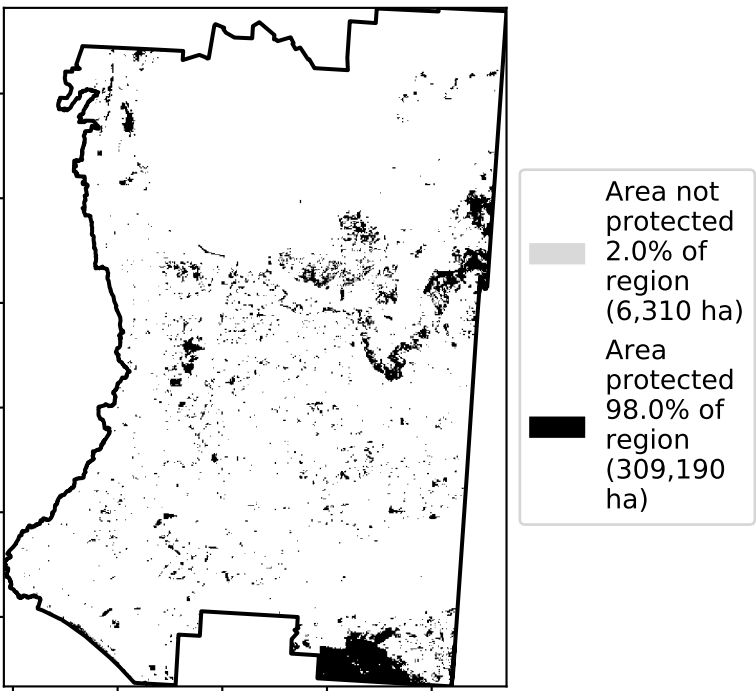 Area not
protected
2.0% of
region
(6,310 ha)
Area
protected
98.0% of
region
(309,190
ha)